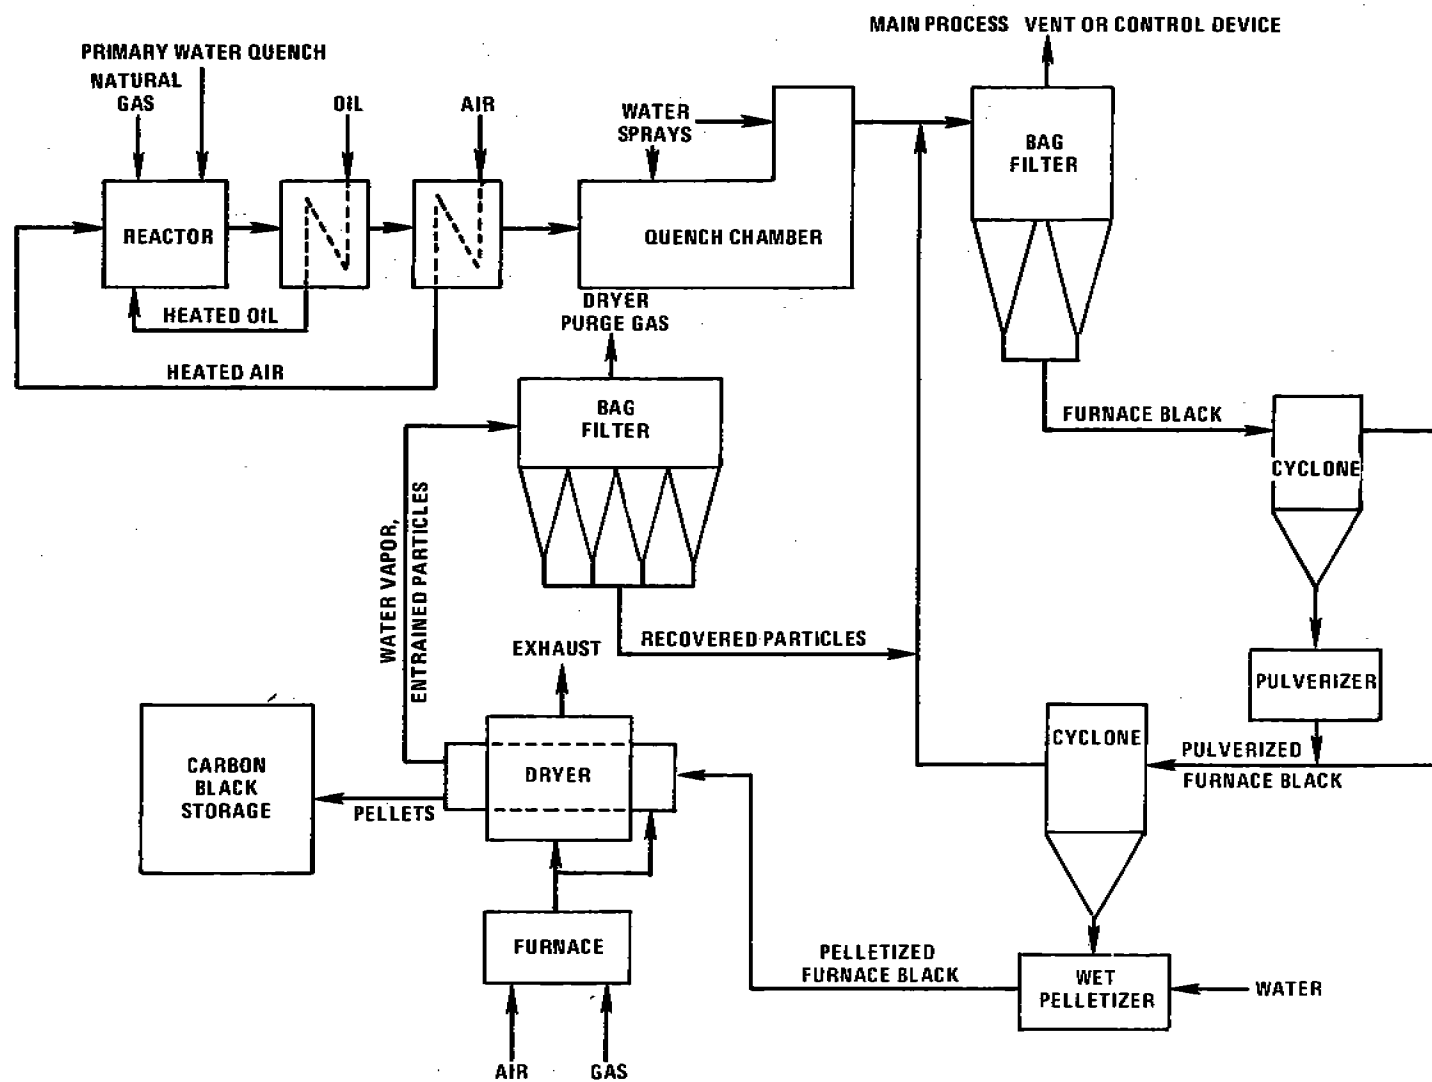 MAIN PROCESS VENT OR CONTROL DEVICE
PRIMARY WATER QUENCH
NATURAL
GAS
OIL
AIR
WATER
SPRAYS
BAG
FILTER
REACTOR
QUENCH CHAMBER
HEATED OIL
DRYER
PURGE GAS
HEATED AIR
BAG
FILTER
FURNACE BLACK
CYCLONE
WATER VAPOR,
ENTRAINED PARTICLES
EXHAUST
RECOVERED PARTICLES
PULVERIZER
CARBON
BLACK
STORAGE
PELLETS
DRYER
CYCLONE
PULVERIZED
FURNACE BLACK
FURNACE
PELLETIZED
FURNACE BLACK
WET
PELLETIZER
WATER
AIR
GAS